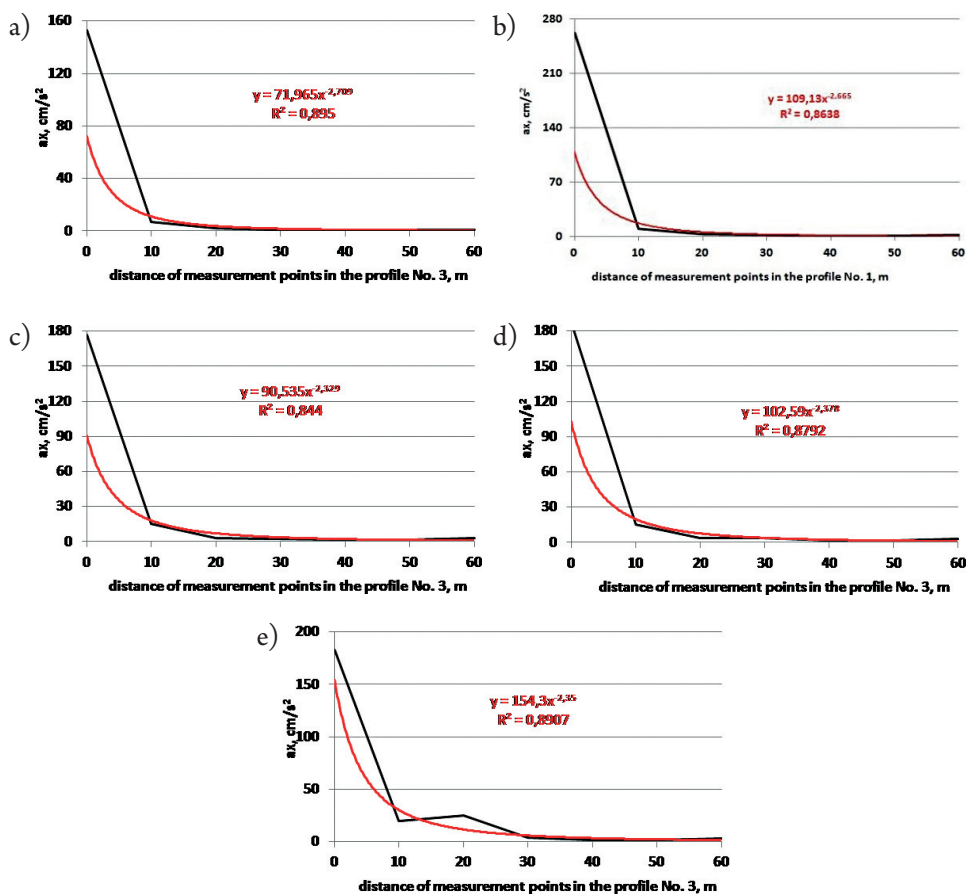 a)
160
120
80
40
0
ax, cm/s²
y = 71,965x⁻²,⁷⁰⁹
R² = 0,895
0 10 20 30 40 50 60
distance of measurement points in the profile No. 3, m
b)
280
210
140
70
0
ax, cm/s²
y = 109,13x⁻²·⁶⁶⁵
R² = 0,8638
0 10 20 30 40 50 60
distance of measurement points in the profile No. 1, m
c)
180
150
120
90
60
30
0
ax, cm/s²
y = 90,535x⁻²,³²⁹
R² = 0,844
0 10 20 30 40 50 60
distance of measurement points in the profile No. 3, m
d)
180
150
120
90
60
30
0
ax, cm/s²
y = 102,59x⁻²,³⁷⁸
R² = 0,8792
0 10 20 30 40 50 60
distance of measurement points in the profile No. 3, m
e)
200
150
100
50
0
ax, cm/s²
y = 154,3x⁻²,³⁵
R² = 0,8907
0 10 20 30 40 50 60
distance of measurement points in the profile No. 3, m